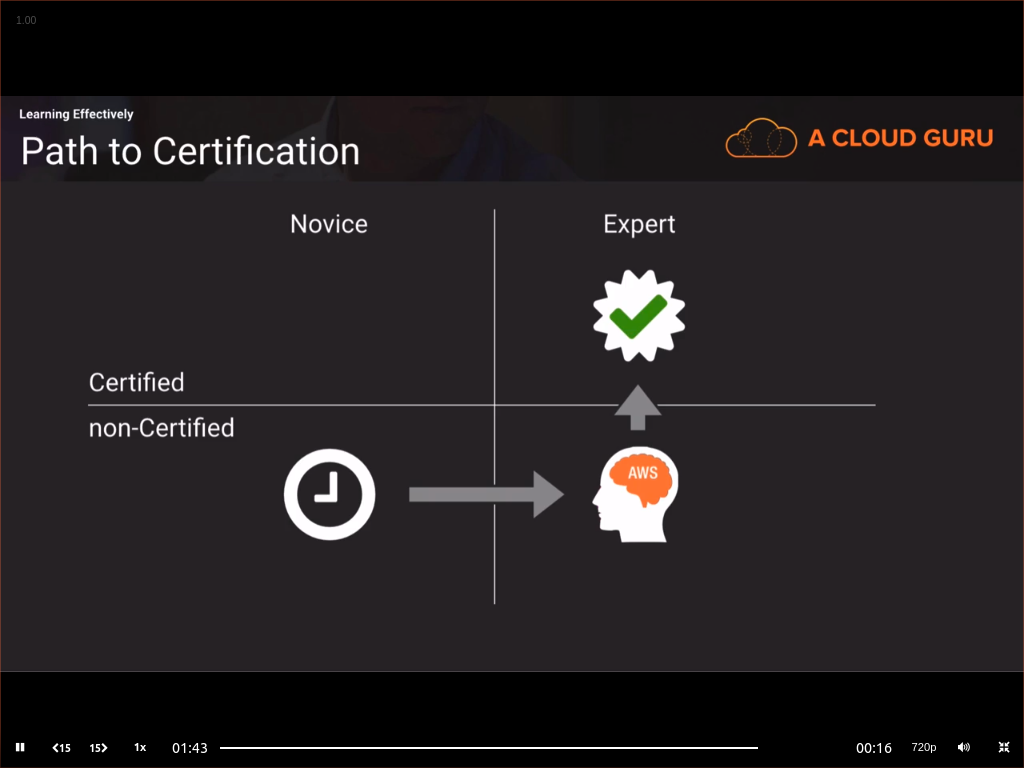 1.00
Learning Effectively
Path to Certification
A CLOUD GURU
Novice
Expert
Certified
non-Certified
AWS
15
15
1x
01:43
00:16
720p